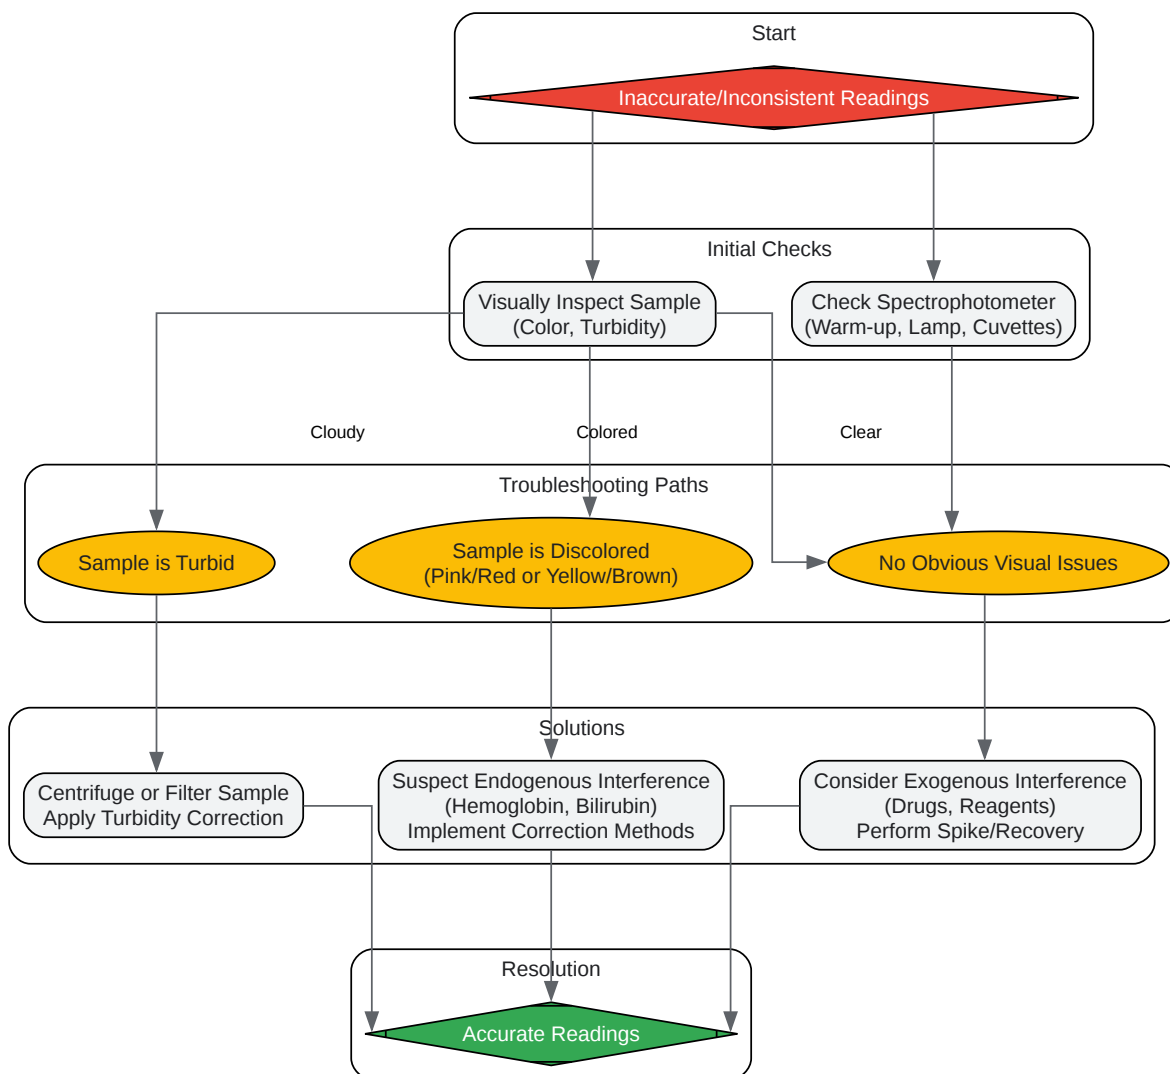 Start
Inaccurate/Inconsistent Readings
Initial Checks
Visually Inspect Sample
(Color, Turbidity)
Check Spectrophotometer
(Warm-up, Lamp, Cuvettes)
Cloudy
Colored
Clear
Troubleshooting Paths
Sample is Turbid
Sample is Discolored
(Pink/Red or Yellow/Brown)
No Obvious Visual Issues
Solutions
Centrifuge or Filter Sample
Apply Turbidity Correction
Suspect Endogenous Interference
(Hemoglobin, Bilirubin)
Implement Correction Methods
Consider Exogenous Interference
(Drugs, Reagents)
Perform Spike/Recovery
Resolution
Accurate Readings